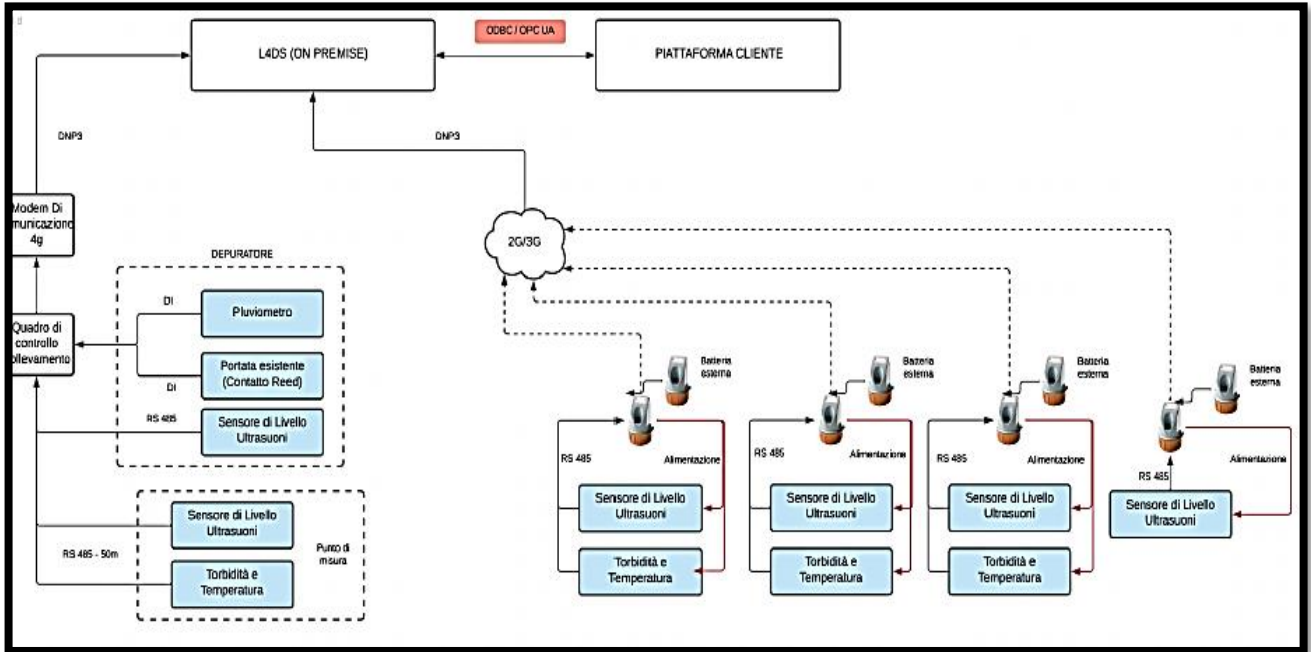 L4DS (ON PREMISE)
ODBC / OPC UA
PIATTAFORMA CLIENTE
DNP3
DNP3
Modem Di
municazione
4g
2G/3G
DEPURATORE
DI
Pluviometro
Quadro di
controllo
ollevamento
Portata esistente
(Contatto Reed)
DI
RS 485
Sensore di Livello
Ultrasuoni
Sensore di Livello
Ultrasuoni
Punto di
misura
RS 485 - 50m
Torbidità e
Temperatura
Batteria
esterna
RS 485
Alimentazione
Sensore di Livello
Ultrasuoni
Torbidità e
Temperatura
Batteria
esterna
RS 485
Alimentazione
Sensore di Livello
Ultrasuoni
Torbidità e
Temperatura
Batteria
esterna
RS 485
Alimentazione
Sensore di Livello
Ultrasuoni
Torbidità e
Temperatura
Batteria
esterna
RS 485
Alimentazione
Sensore di Livello
Ultrasuoni